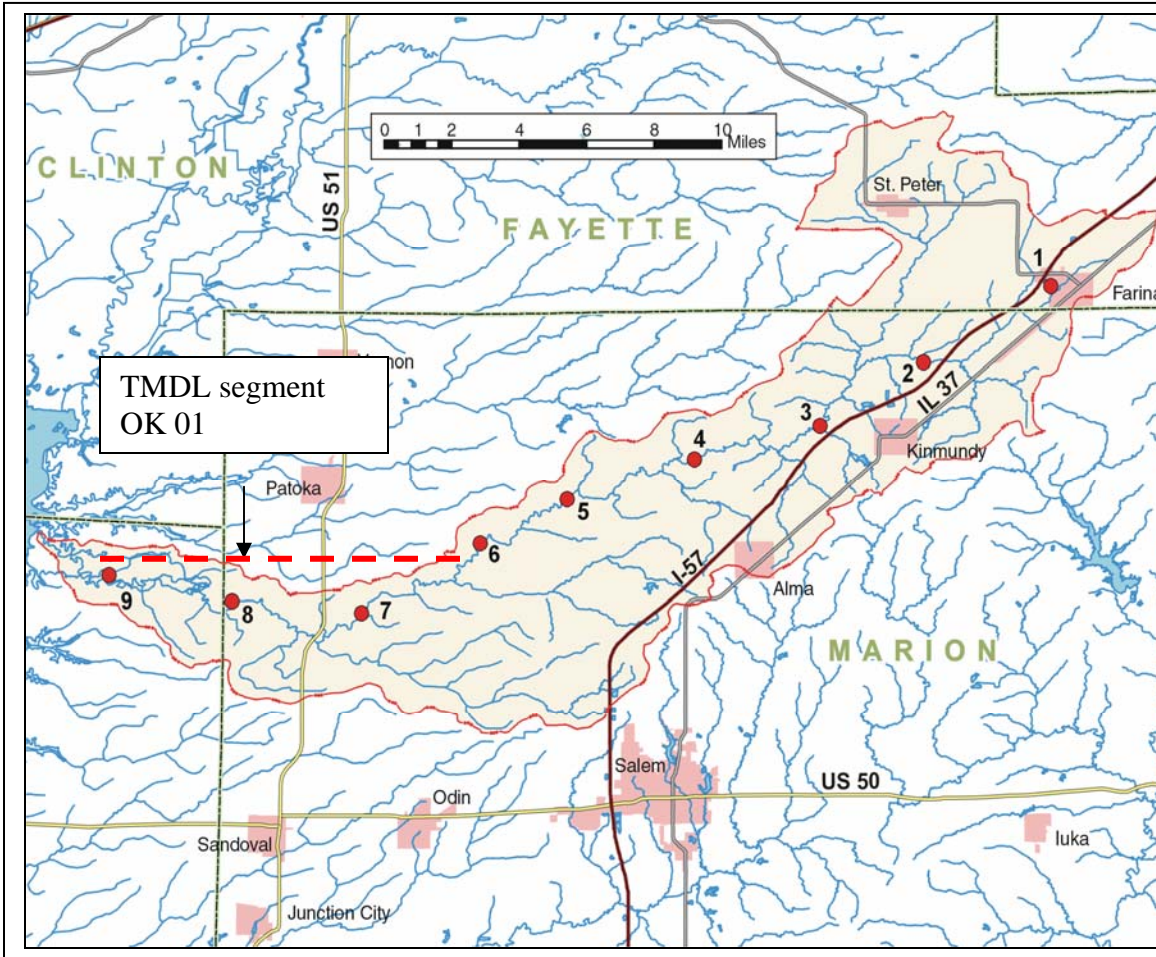 0 1 2 4 6 8 10 Miles
CLINTON
US 51
FAYETTE
St. Peter
1
Farina
TMDL segment
OK 01
non
2
IL 37
3
Kinmundy
4
Patoka
5
6
I-57
Alma
9
8
7
MARION
Salem
US 50
Odin
Sandoval
Iuka
Junction City